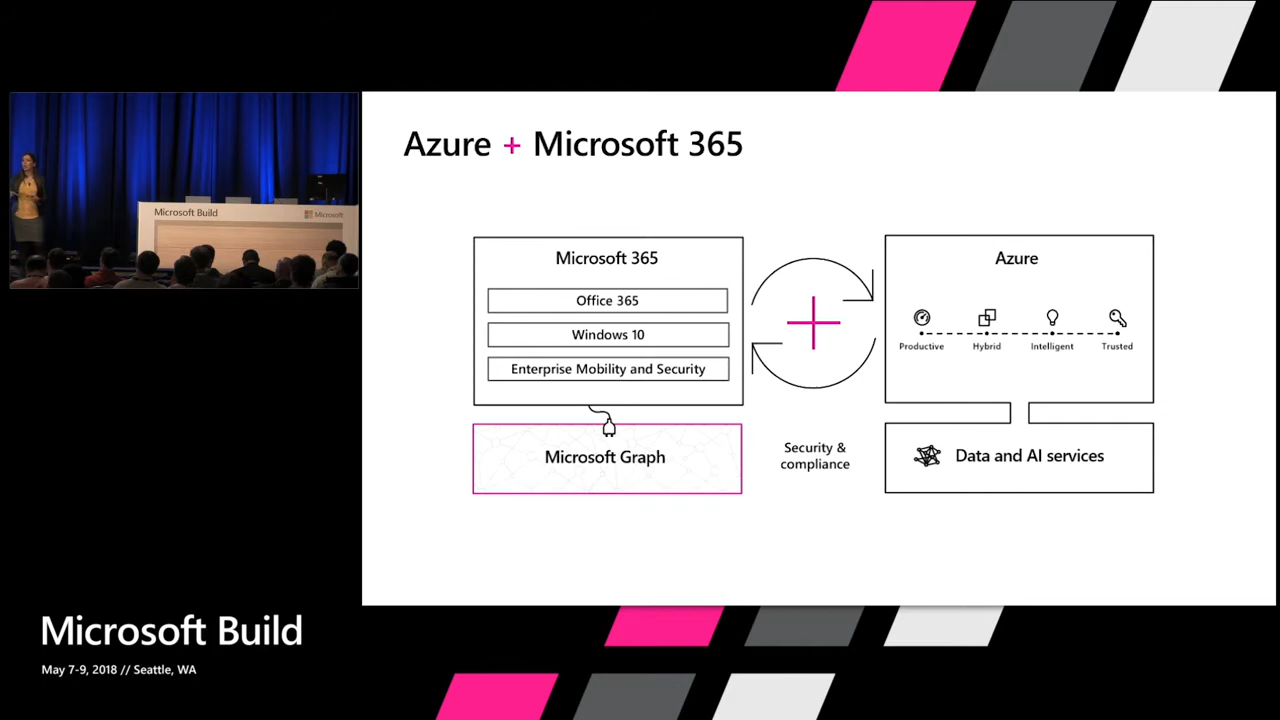 Azure + Microsoft 365
Microsoft Build
Microsoft
Microsoft 365
Office 365
Windows 10
Enterprise Mobility and Security
Microsoft Graph
Security &
compliance
Azure
Productive
Hybrid
Intelligent
Trusted
Data and AI services
Microsoft Build
May 7-9, 2018 // Seattle, WA